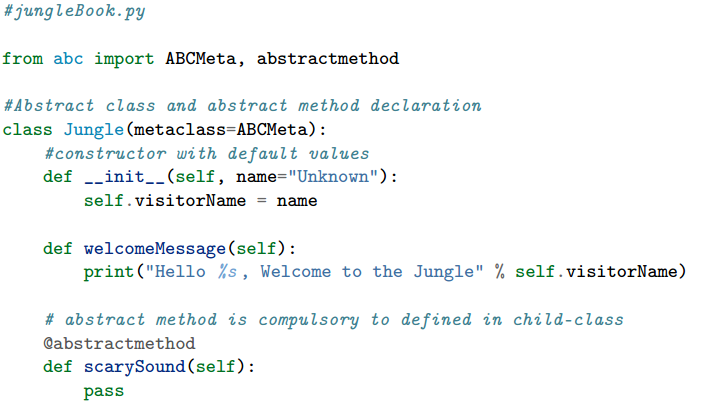 #jungleBook.py
from abc import ABCMeta, abstractmethod
#Abstract class and abstract method declaration
class Jungle(metaclass=ABCMeta):
    #constructor with default values
    def __init__(self, name="Unknown"):
        self.visitorName = name
    def welcomeMessage(self):
        print("Hello %s, Welcome to the Jungle" % self.visitorName)
    # abstract method is compulsory to defined in child-class
    @abstractmethod
    def scarySound(self):
        pass